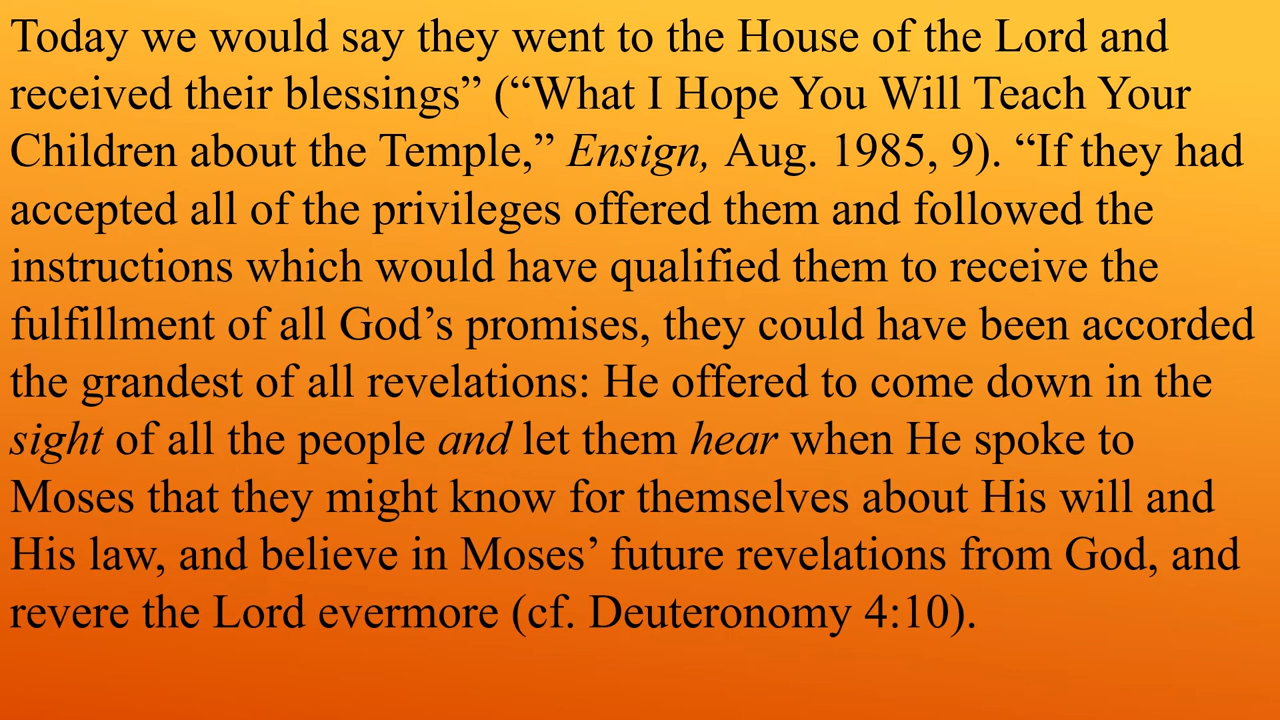 Today we would say they went to the House of the Lord and
received their blessings” (“What I Hope You Will Teach Your
Children about the Temple,” Ensign, Aug. 1985, 9). “If they had
accepted all of the privileges offered them and followed the
instructions which would have qualified them to receive the
fulfillment of all God’s promises, they could have been accorded
the grandest of all revelations: He offered to come down in the
sight of all the people and let them hear when He spoke to
Moses that they might know for themselves about His will and
His law, and believe in Moses’ future revelations from God, and
revere the Lord evermore (cf. Deuteronomy 4:10).